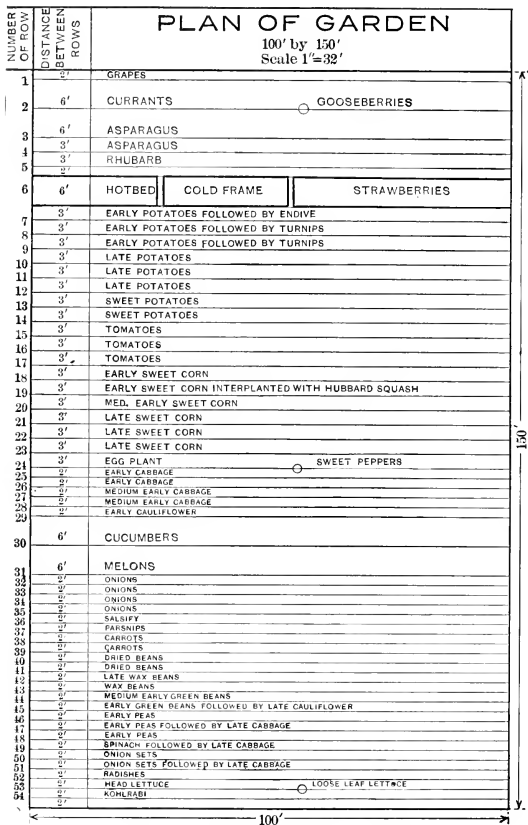 PLAN OF GARDEN
100' by 150'
Scale 1"=32'
NUMBER OF ROW
DISTANCE BETWEEN ROWS
1 2' GRAPES
2 6' CURRANTS GOOSEBERRIES
3 6' ASPARAGUS
4 3' ASPARAGUS
5 3' RHUBARB
2'
6 6' HOTBED COLD FRAME STRAWBERRIES
7 3' EARLY POTATOES FOLLOWED BY ENDIVE
8 3' EARLY POTATOES FOLLOWED BY TURNIPS
9 3' EARLY POTATOES FOLLOWED BY TURNIPS
10 3' LATE POTATOES
11 3' LATE POTATOES
12 3' LATE POTATOES
13 3' SWEET POTATOES
14 3' SWEET POTATOES
15 3' TOMATOES
16 3' TOMATOES
17 3' TOMATOES
18 3' EARLY SWEET CORN
19 3' EARLY SWEET CORN INTERPLANTED WITH HUBBARD SQUASH
20 3' MED. EARLY SWEET CORN
21 3' LATE SWEET CORN
22 3' LATE SWEET CORN
23 3' LATE SWEET CORN
24 3' EGG PLANT SWEET PEPPERS
25 2' EARLY CABBAGE
26 2' EARLY CABBAGE
27 2' MEDIUM EARLY CABBAGE
28 2' MEDIUM EARLY CABBAGE
29 2' EARLY CAULIFLOWER
30 6' CUCUMBERS
31 6' MELONS
32 2' ONIONS
33 2' ONIONS
34 2' ONIONS
35 2' ONIONS
36 2' SALSIFY
37 2' PARSNIPS
38 2' CARROTS
39 2' CARROTS
40 2' DRIED BEANS
41 2' DRIED BEANS
42 2' LATE WAX BEANS
43 2' WAX BEANS
44 2' MEDIUM EARLY GREEN BEANS
45 2' EARLY GREEN BEANS FOLLOWED BY LATE CAULIFLOWER
46 2' EARLY PEAS
47 2' EARLY PEAS FOLLOWED BY LATE CABBAGE
48 2' EARLY PEAS
49 2' SPINACH FOLLOWED BY LATE CABBAGE
50 2' ONION SETS
51 2' ONION SETS FOLLOWED BY LATE CABBAGE
52 2' RADISHES
53 2' HEAD LETTUCE LOOSE LEAF LETTUCE
54 2' KOHLRABI
2'
150'
100'